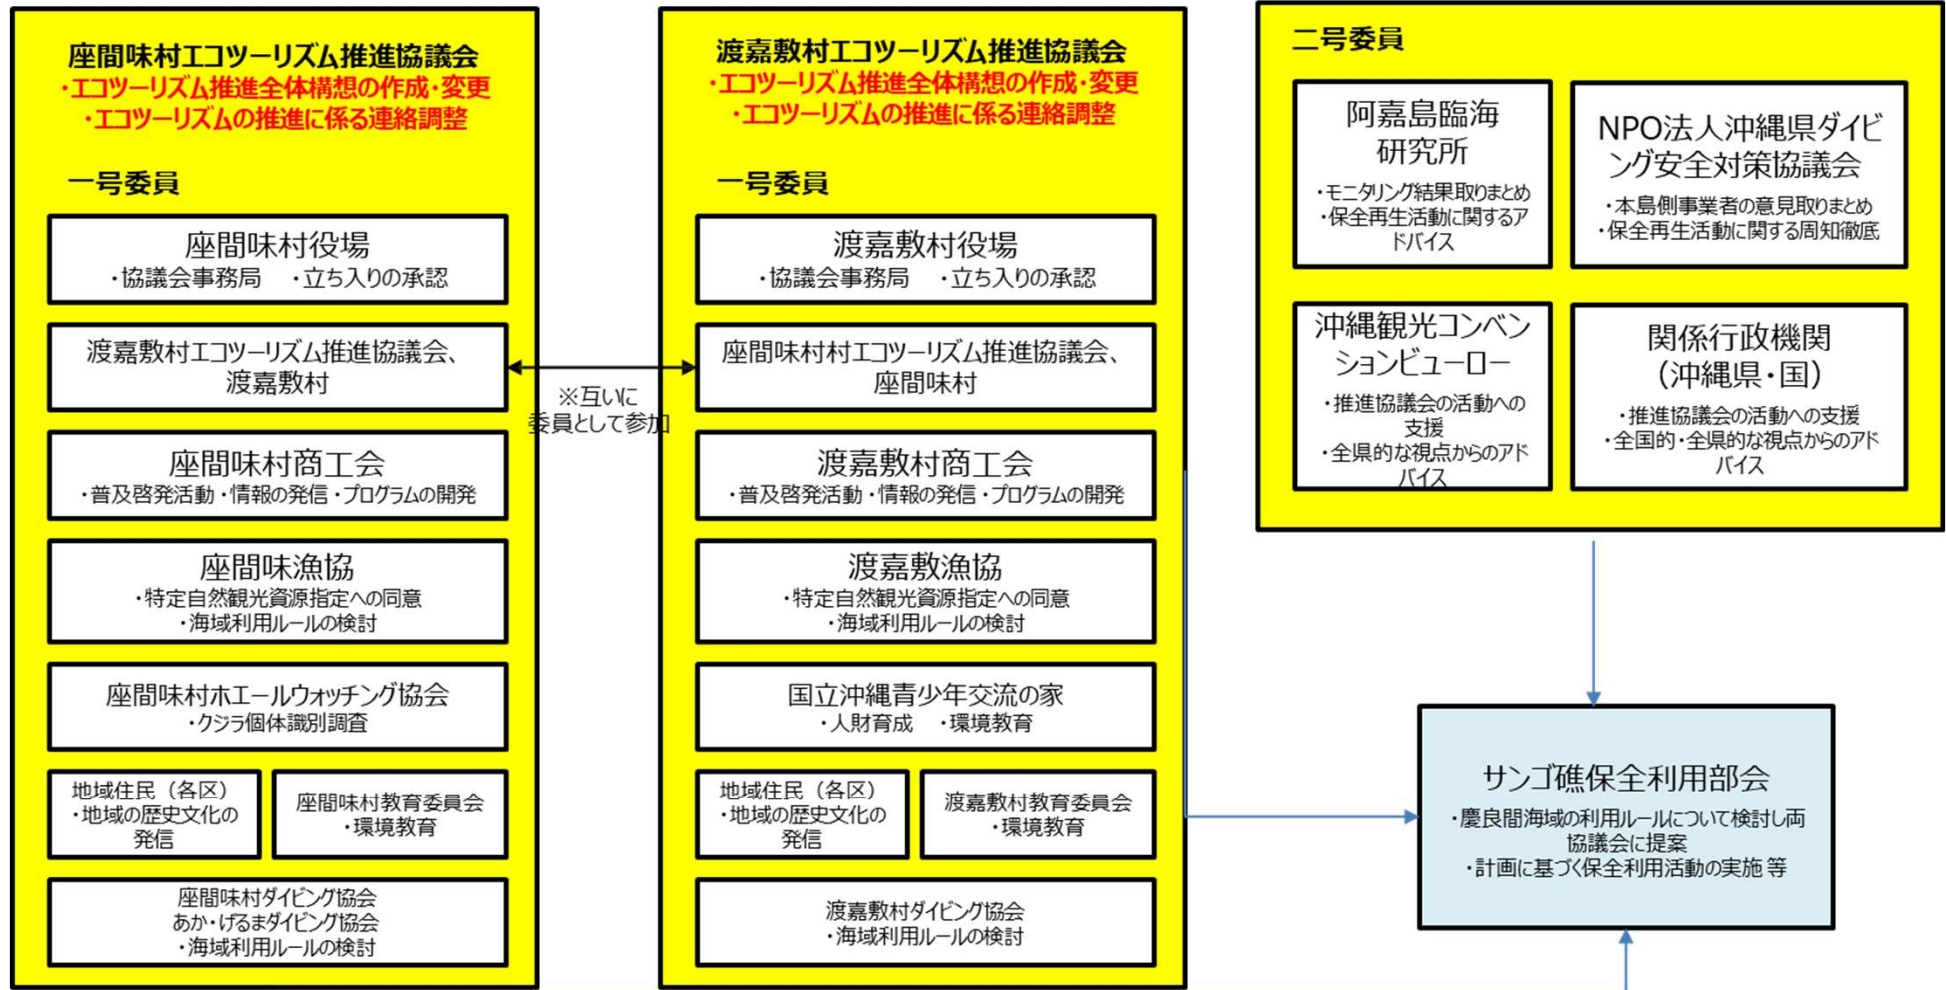 座間味村エコツーリズム推進協議会
・エコツーリズム推進全体構想の作成・変更
・エコツーリズムの推進に係る連絡調整
一号委員
座間味村役場
・協議会事務局　・立ち入りの承認
渡嘉敷村エコツーリズム推進協議会、
渡嘉敷村
座間味村商工会
・普及啓発活動・情報の発信・プログラムの開発
座間味漁協
・特定自然観光資源指定への同意
・海域利用ルールの検討
座間味村ホエールウォッチング協会
・クジラ個体識別調査
地域住民（各区）
・地域の歴史文化の
発信
座間味村教育委員会
・環境教育
座間味村ダイビング協会
あか・げるまダイビング協会
・海域利用ルールの検討
※互いに
委員として参加
渡嘉敷村エコツーリズム推進協議会
・エコツーリズム推進全体構想の作成・変更
・エコツーリズムの推進に係る連絡調整
一号委員
渡嘉敷村役場
・協議会事務局　・立ち入りの承認
座間味村村エコツーリズム推進協議会、
座間味村
渡嘉敷村商工会
・普及啓発活動・情報の発信・プログラムの開発
渡嘉敷漁協
・特定自然観光資源指定への同意
・海域利用ルールの検討
国立沖縄青少年交流の家
・人財育成　・環境教育
地域住民（各区）
・地域の歴史文化の
発信
渡嘉敷村教育委員会
・環境教育
渡嘉敷村ダイビング協会
・海域利用ルールの検討
二号委員
阿嘉島臨海
研究所
・モニタリング結果取りまとめ
・保全再生活動に関するア
ドバイス
NPO法人沖縄県ダイビ
ング安全対策協議会
・本島側事業者の意見取りまとめ
・保全再生活動に関する周知徹底
沖縄観光コンベン
ションビューロー
・推進協議会の活動への
支援
・全県的な視点からのアド
バイス
関係行政機関
（沖縄県・国）
・推進協議会の活動への支援
・全国的・全県的な視点からのアド
バイス
サンゴ礁保全利用部会
・慶良間海域の利用ルールについて検討し両
協議会に提案
・計画に基づく保全利用活動の実施 等